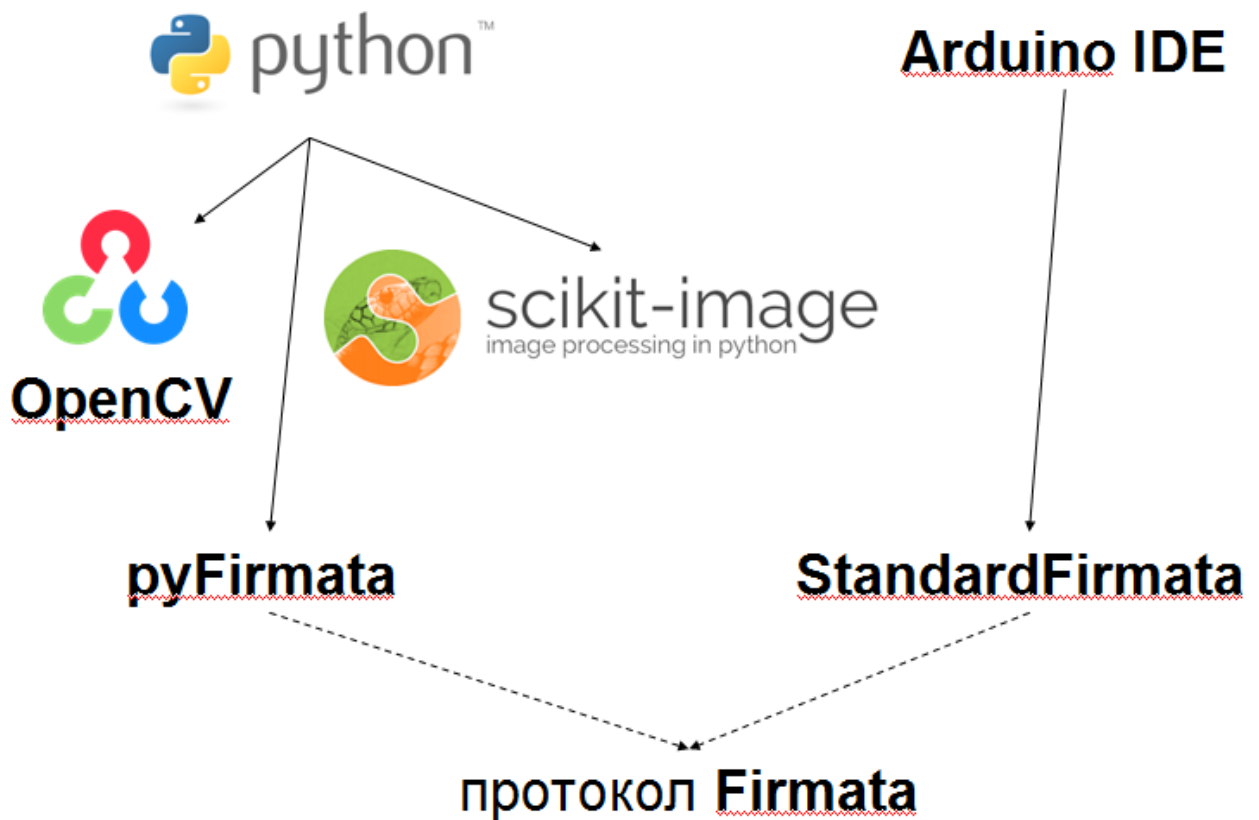 python™
Arduino IDE
scikit-image
image processing in python
OpenCV
pyFirmata
StandardFirmata
протокол Firmata